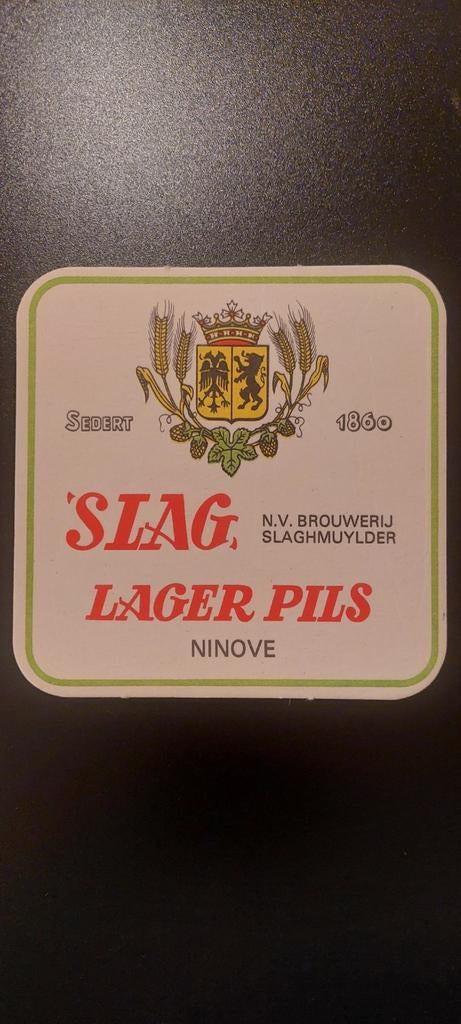 SEDERT 1860
'SLAG,
N.V. BROUWERIJ
SLAGHMUYLDER
LAGER PILS
NINOVE